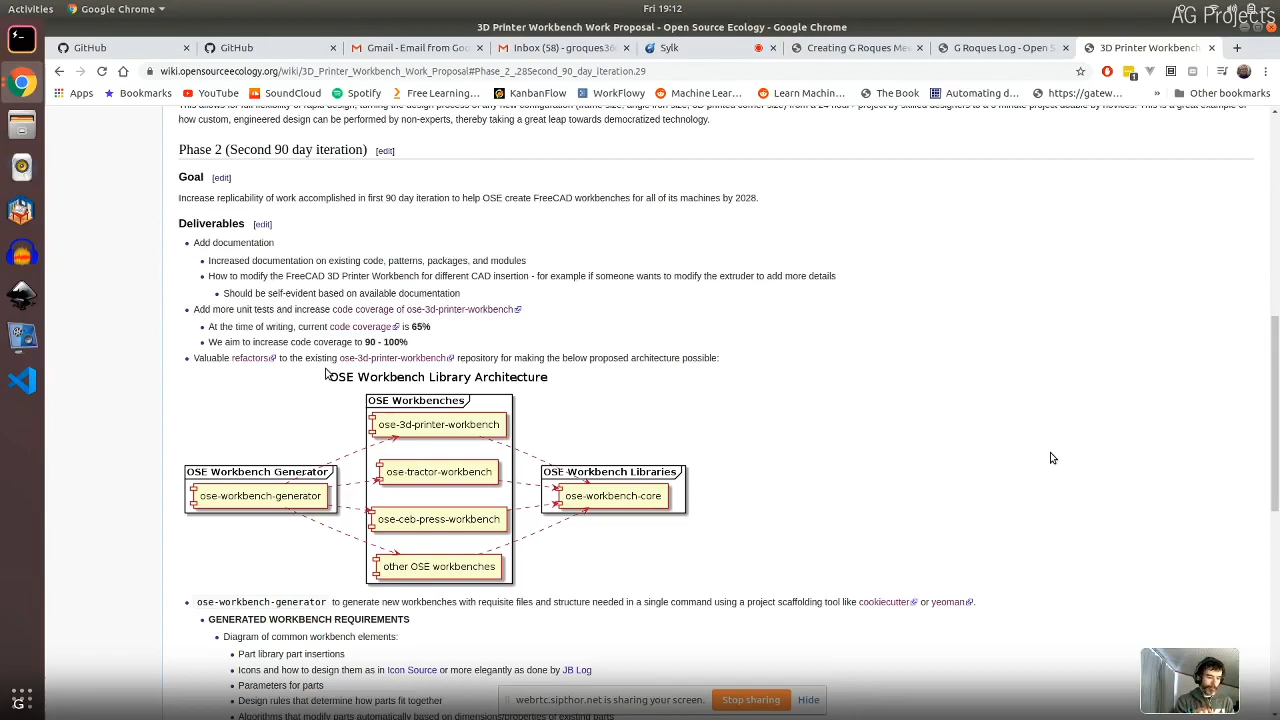 Activities
Google Chrome
Fri 19:12
AG Projects
3D Printer Workbench Work Proposal - Open Source Ecology - Google Chrome
GitHub
GitHub
Gmail - Email from Goo
Inbox (58) - groques36
Sylk
Creating G Roques Me
G Roques Log - Open S
3D Printer Workbench
wiki.opensourceecology.org/wiki/3D_Printer_Workbench_Work_Proposal#Phase_2_.28Second_90_day_iteration.29
Apps
Bookmarks
YouTube
SoundCloud
Spotify
Free Learning...
KanbanFlow
WorkFlowy
Machine Lear...
Learn Machin...
The Book
Automating d...
https://gatew...
»
Other bookmarks
how custom, engineered design can be performed by non-experts, thereby taking a great leap towards democratized technology.
Phase 2 (Second 90 day iteration) [edit]
Goal [edit]
Increase replicability of work accomplished in first 90 day iteration to help OSE create FreeCAD workbenches for all of its machines by 2028.
Deliverables [edit]
Add documentation
Increased documentation on existing code, patterns, packages, and modules
How to modify the FreeCAD 3D Printer Workbench for different CAD insertion - for example if someone wants to modify the extruder to add more details
Should be self-evident based on available documentation
Add more unit tests and increase code coverage of ose-3d-printer-workbench
At the time of writing, current code coverage is 65%
We aim to increase code coverage to 90 - 100%
Valuable refactors to the existing ose-3d-printer-workbench repository for making the below proposed architecture possible:
OSE Workbench Library Architecture
OSE Workbenches
ose-3d-printer-workbench
OSE Workbench Generator
ose-tractor-workbench
OSE Workbench Libraries
ose-workbench-generator
ose-workbench-core
ose-ceb-press-workbench
other OSE workbenches
ose-workbench-generator to generate new workbenches with requisite files and structure needed in a single command using a project scaffolding tool like cookiecutter or yeoman.
GENERATED WORKBENCH REQUIREMENTS
Diagram of common workbench elements:
Part library part insertions
Icons and how to design them as in Icon Source or more elegantly as done by JB Log
Parameters for parts
Design rules that determine how parts fit together
Algorithms that modify parts automatically based on dimensions/properties of existing parts
webrtc.sipthor.net is sharing your screen.
Stop sharing
Hide